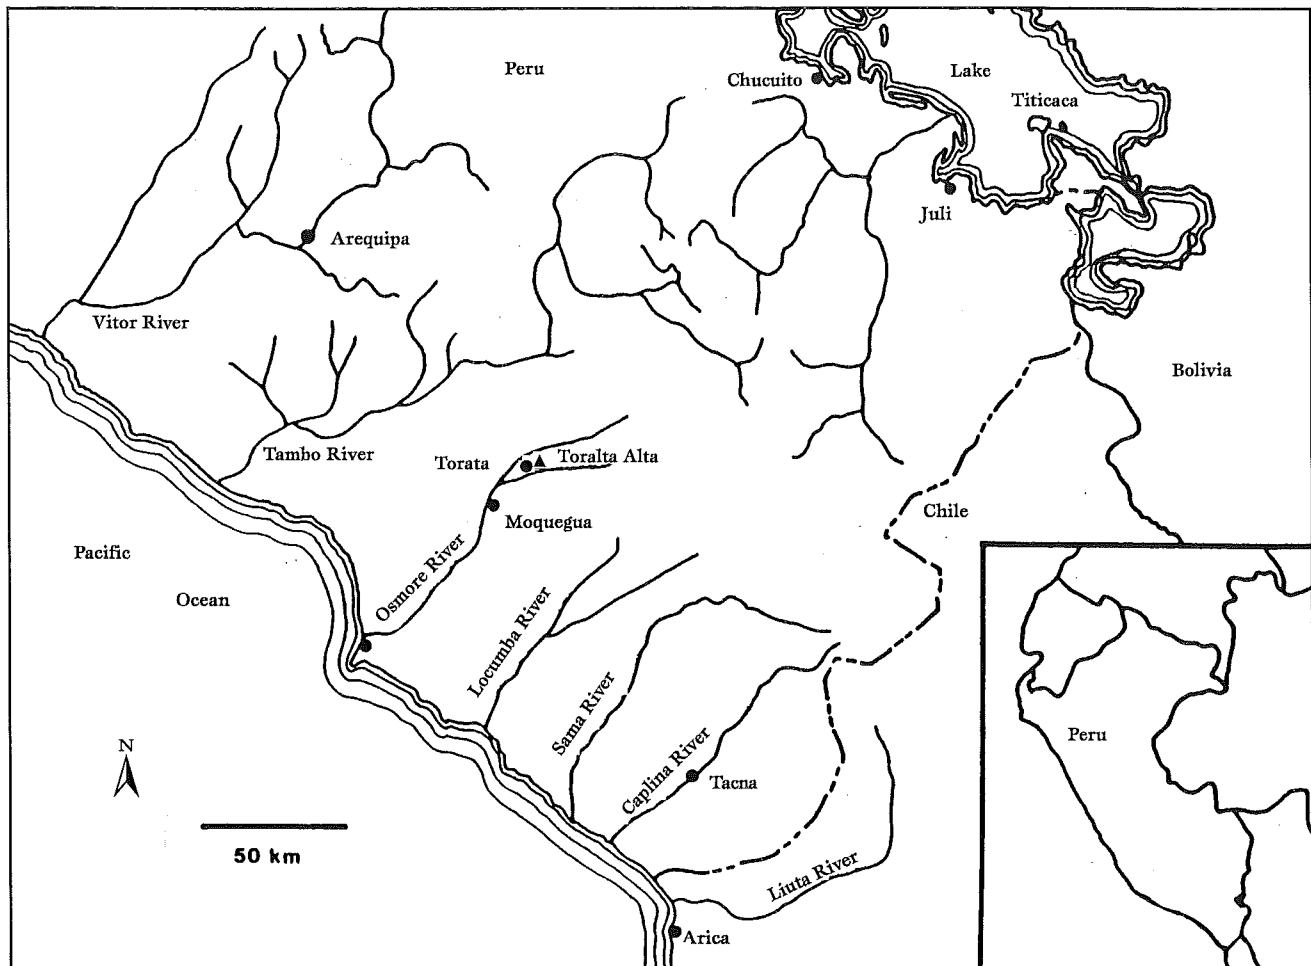 Peru
Chucuito
Lake
Titicaca
Juli
Arequipa
Vitor River
Bolivia
Tambo River
Torata
Toralta Alta
Moquegua
Chile
Pacific
Ocean
Osmore River
Locumba River
Sama River
Caplina River
Tacna
Peru
N
50 km
Liuta River
Arica